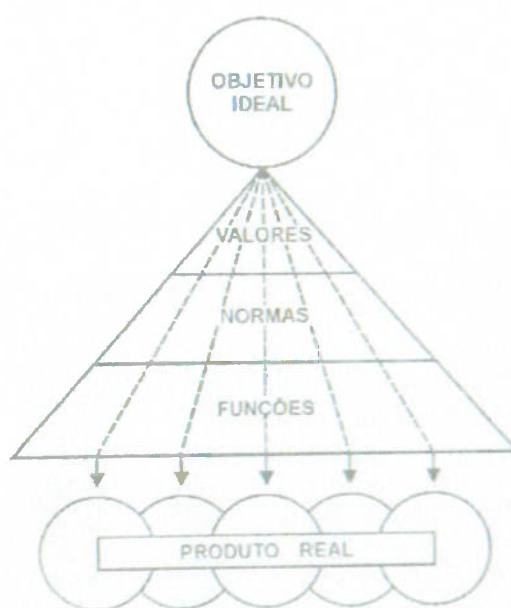 OBJETIVO
IDEAL
VALORES
NORMAS
FUNÇÕES
PRODUTO REAL